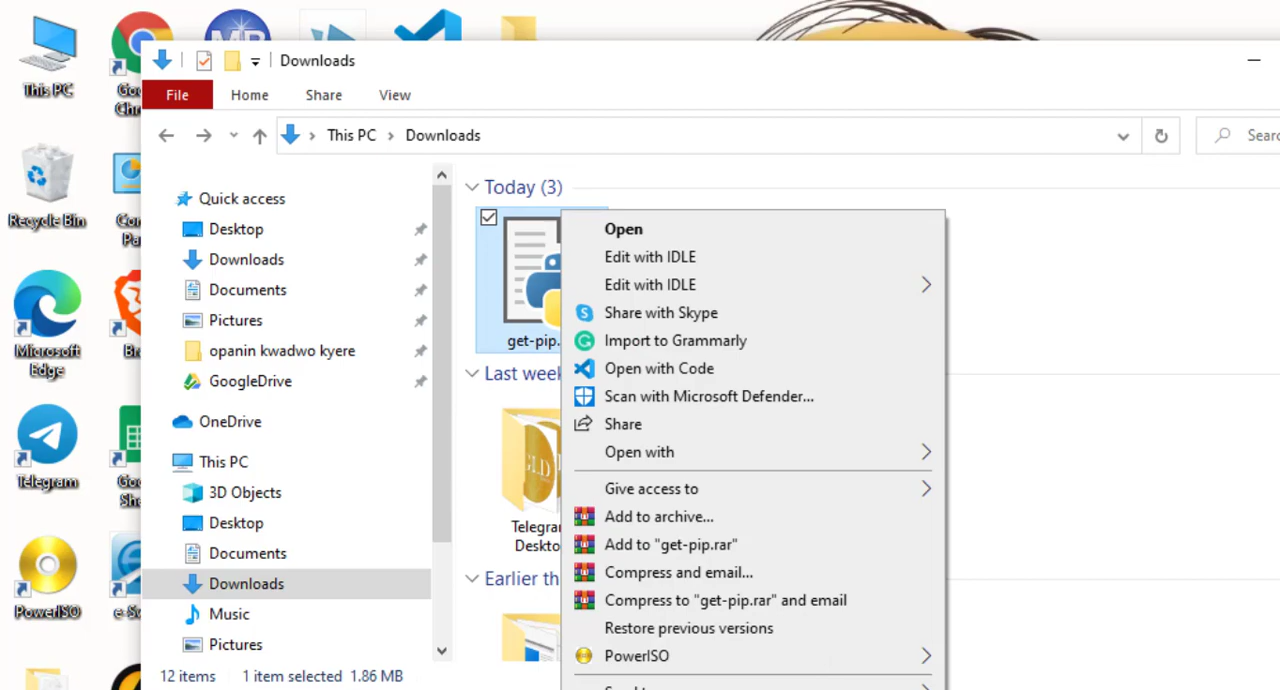 This PC
Recycle Bin
Microsoft
Edge
Telegram
PowerISO
Downloads
File
Home
Share
View
This PC
Downloads
Quick access
Desktop
Downloads
Documents
Pictures
opanin kwadwo kyere
GoogleDrive
OneDrive
This PC
3D Objects
Desktop
Documents
Downloads
Music
Pictures
12 items
1 item selected 1.86 MB
Today (3)
get-pip.
Last week
Earlier th
Open
Edit with IDLE
Edit with IDLE
Share with Skype
Import to Grammarly
Open with Code
Scan with Microsoft Defender...
Share
Open with
Give access to
Add to archive...
Add to "get-pip.rar"
Compress and email...
Compress to "get-pip.rar" and email
Restore previous versions
PowerISO